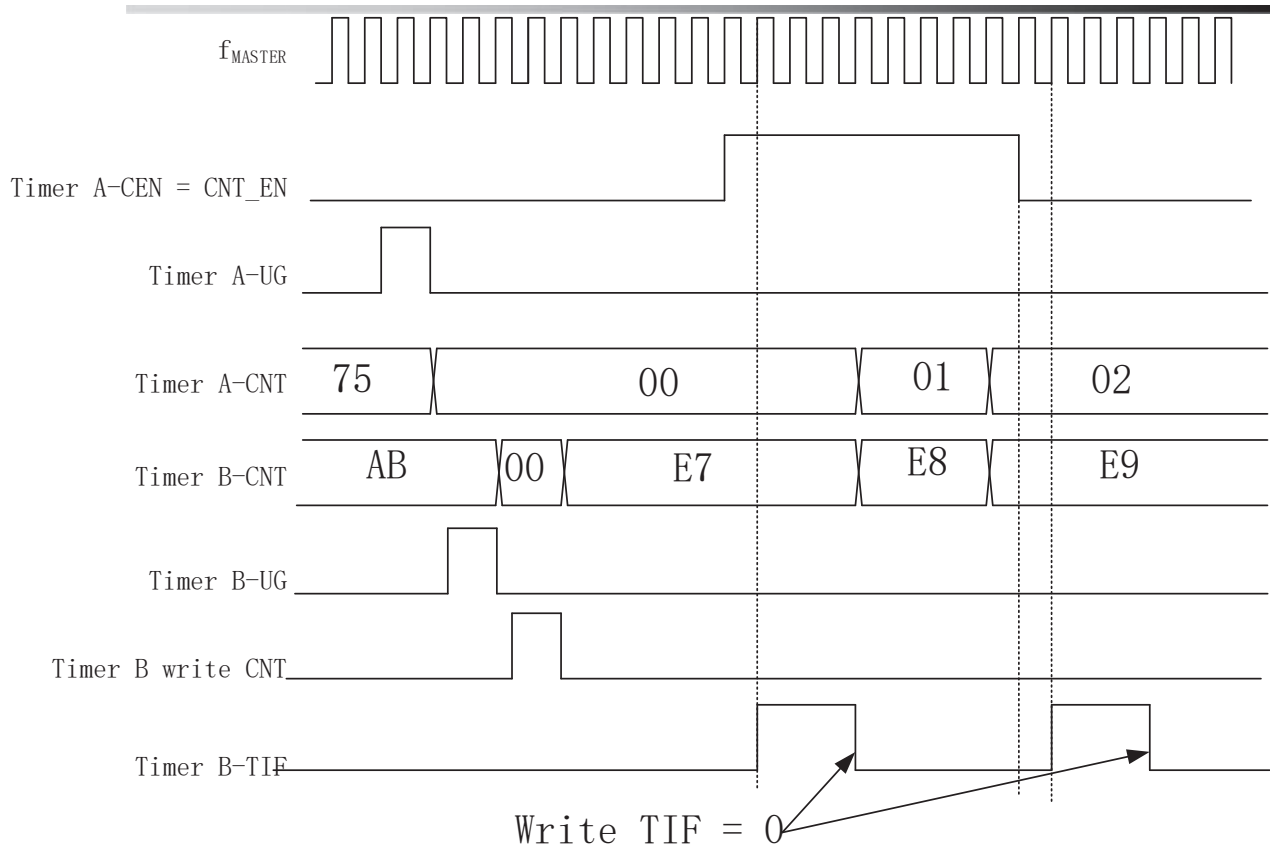 fMASTER
Timer A-CEN = CNT_EN
Timer A-UG
Timer A-CNT 75 00 01 02
Timer B-CNT AB 00 E7 E8 E9
Timer B-UG
Timer B write CNT
Timer B-TIF
Write TIF = 0